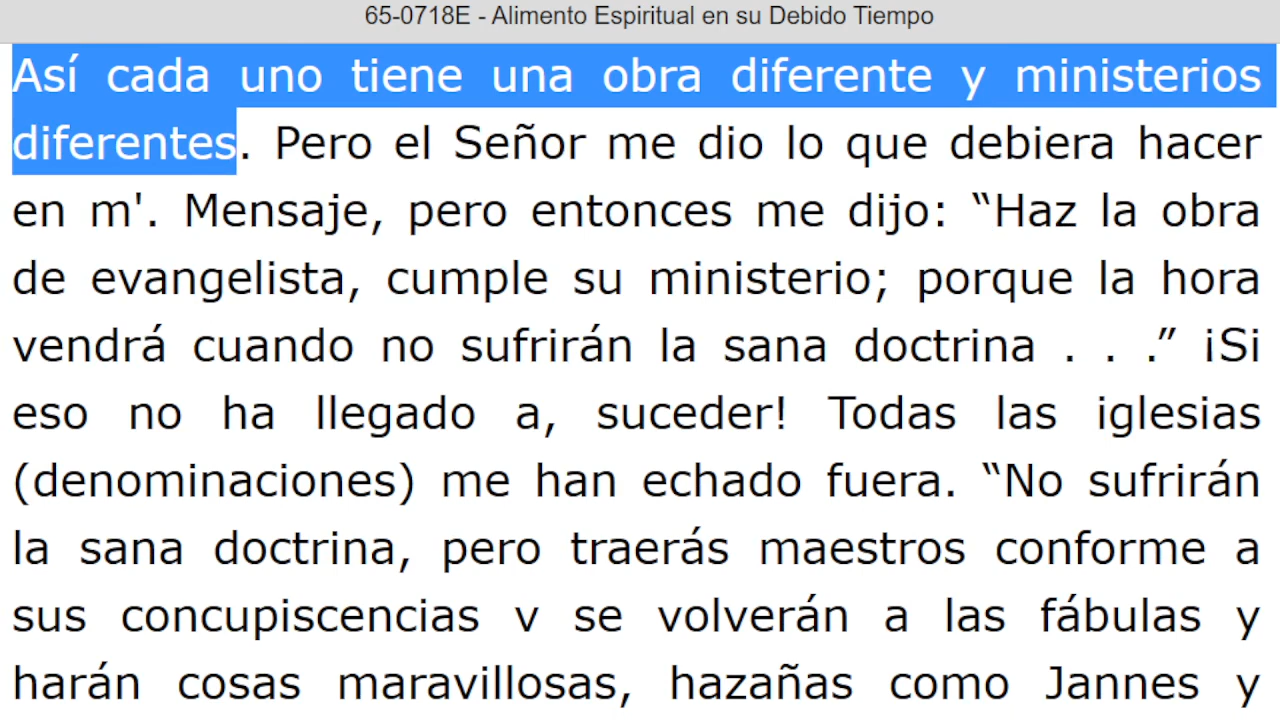 65-0718E - Alimento Espiritual en su Debido Tiempo
Así cada uno tiene una obra diferente y ministerios
diferentes. Pero el Señor me dio lo que debiera hacer
en m'. Mensaje, pero entonces me dijo: “Haz la obra
de evangelista, cumple su ministerio; porque la hora
vendrá cuando no sufrirán la sana doctrina . . .” ¡Si
eso no ha llegado a, suceder! Todas las iglesias
(denominaciones) me han echado fuera. “No sufrirán
la sana doctrina, pero traerás maestros conforme a
sus concupiscencias v se volverán a las fábulas y
harán cosas maravillosas, hazañas como Jannes y